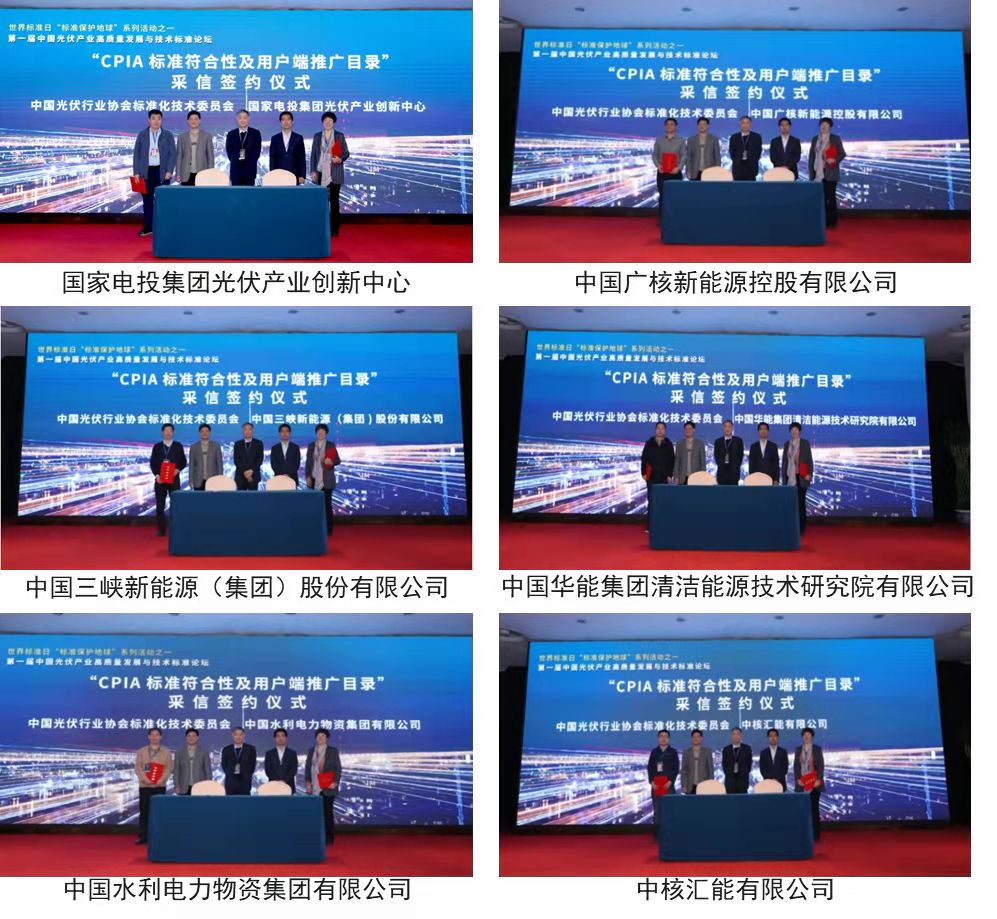 世界标准日“标准保护地球”系列活动之一
第一届中国光伏产业高质量发展与技术标准论坛
“CPIA 标准符合性及用户端推广目录”
采信签约仪式
中国光伏行业协会标准化技术委员会 国家电投集团光伏产业创新中心
国家电投集团光伏产业创新中心
世界标准日“标准保护地球”系列活动之一
第一届中国光伏产业高质量发展与技术标准论坛
“CPIA 标准符合性及用户端推广目录”
采信签约仪式
中国光伏行业协会标准化技术委员会 中国广核新能源控股有限公司
中国广核新能源控股有限公司
世界标准日“标准保护地球”系列活动之一
第一届中国光伏产业高质量发展与技术标准论坛
“CPIA 标准符合性及用户端推广目录”
采信签约仪式
中国光伏行业协会标准化技术委员会 中国三峡新能源（集团）股份有限公司
中国三峡新能源（集团）股份有限公司
世界标准日“标准保护地球”系列活动之一
第一届中国光伏产业高质量发展与技术标准论坛
“CPIA 标准符合性及用户端推广目录”
采信签约仪式
中国光伏行业协会标准化技术委员会 中国华能集团清洁能源技术研究院有限公司
中国华能集团清洁能源技术研究院有限公司
世界标准日“标准保护地球”系列活动之一
第一届中国光伏产业高质量发展与技术标准论坛
“CPIA 标准符合性及用户端推广目录”
采信签约仪式
中国光伏行业协会标准化技术委员会 中国水利电力物资集团有限公司
中国水利电力物资集团有限公司
世界标准日“标准保护地球”系列活动之一
第一届中国光伏产业高质量发展与技术标准论坛
“CPIA 标准符合性及用户端推广目录”
采信签约仪式
中国光伏行业协会标准化技术委员会 中核汇能有限公司
中核汇能有限公司